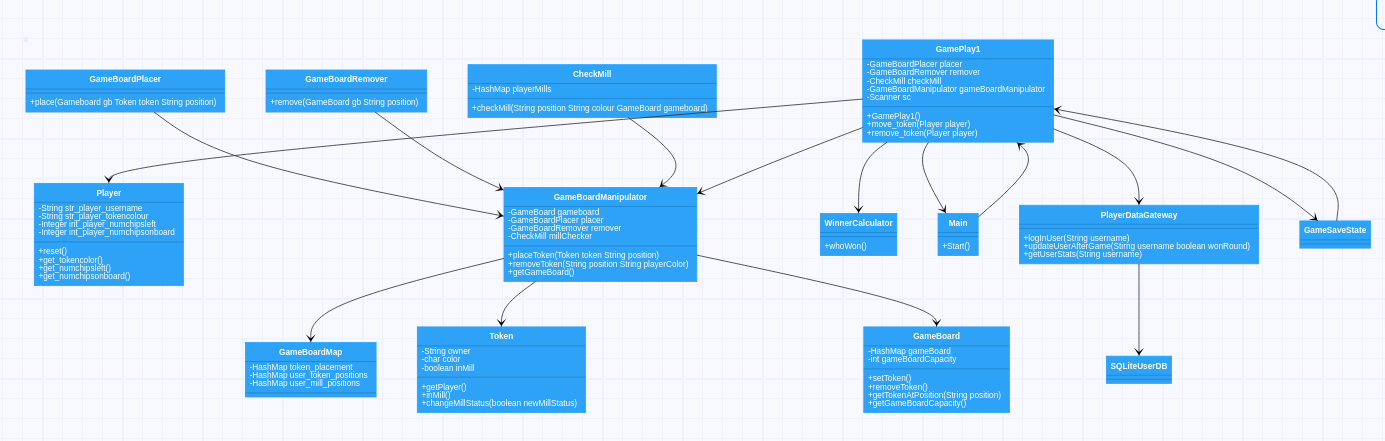 GameBoardPlacer
+place(Gameboard gb Token token String position)
GameBoardRemover
+remove(GameBoard gb String position)
CheckMill
-HashMap playerMills
+checkMill(String position String colour GameBoard gameboard)
GamePlay1
-GameBoardPlacer placer
-GameBoardRemover remover
-CheckMill checkMill
-GameBoardManipulator gameBoardManipulator
-Scanner sc
+GamePlay1()
+move_token(Player player)
+remove_token(Player player)
Player
-String str_player_username
-String str_player_tokencolour
-Integer int_player_numchipsleft
-Integer int_player_numchipsonboard
+reset()
+get_tokencolor()
+get_numchipsleft()
+get_numchipsonboard()
GameBoardManipulator
-GameBoard gameboard
-GameBoardPlacer placer
-GameBoardRemover remover
-CheckMill millChecker
+placeToken(Token token String position)
+removeToken(String position String playerColor)
+getGameBoard()
WinnerCalculator
+whoWon()
Main
+Start()
PlayerDataGateway
+logInUser(String username)
+updateUserAfterGame(Stirng username boolean wonRound)
+getUserStats(String username)
GameSaveState
GameBoardMap
-HashMap token_placement
-HashMap user_token_positions
-HashMap user_mill_positions
Token
-String owner
-char color
-boolean inMill
+getPlayer()
+inMill()
+changeMillStatus(boolean newMillStatus)
GameBoard
-HashMap gameBoard
-int gameBoardCapacity
+setToken()
+removeToken()
+getTokenAtPosition(String position)
+getGameBoardCapacity()
SQLiteUserDB